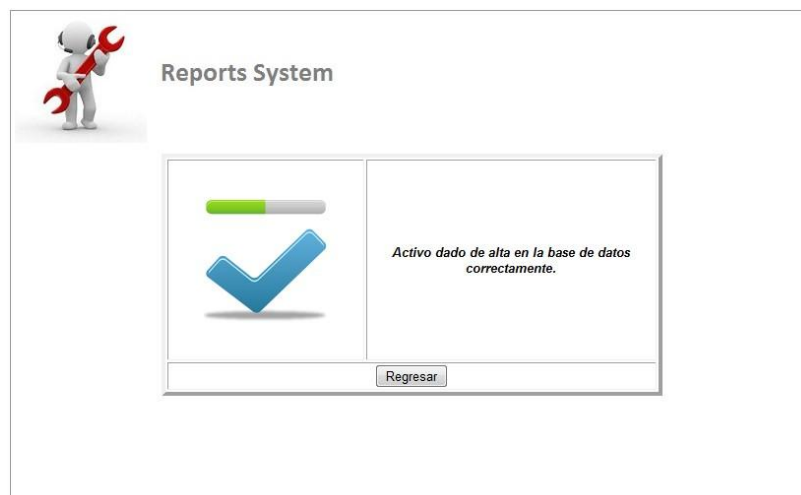 Reports System
Activo dado de alta en la base de datos
correctamente.
Regresar